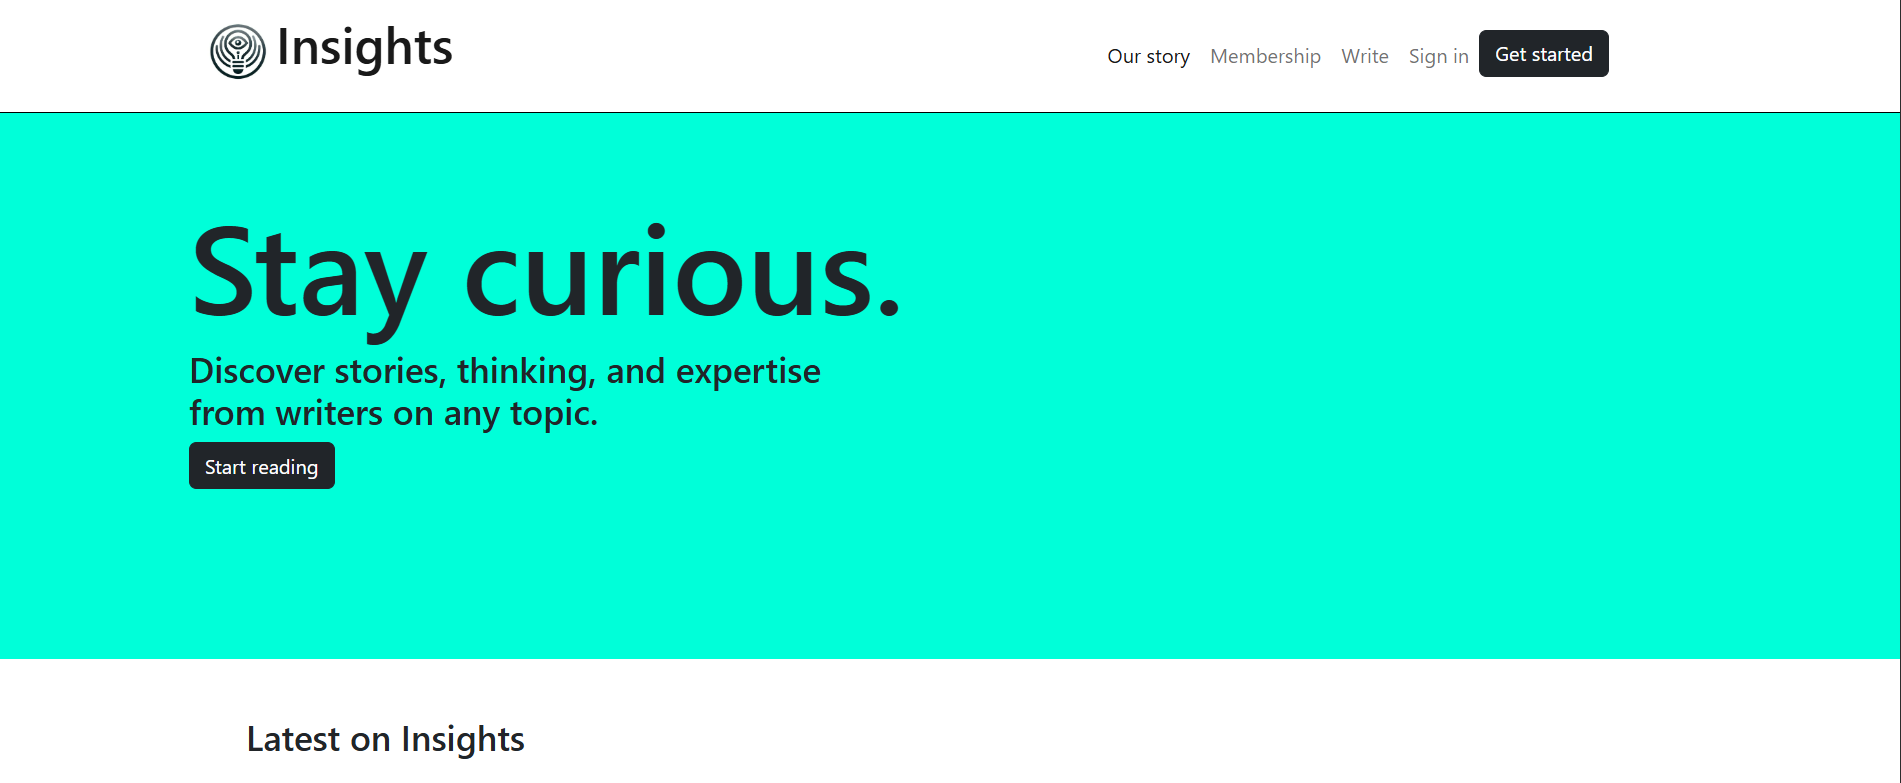 Insights
Our story Membership Write Sign in Get started
Stay curious.
Discover stories, thinking, and expertise
from writers on any topic.
Start reading
Latest on Insights